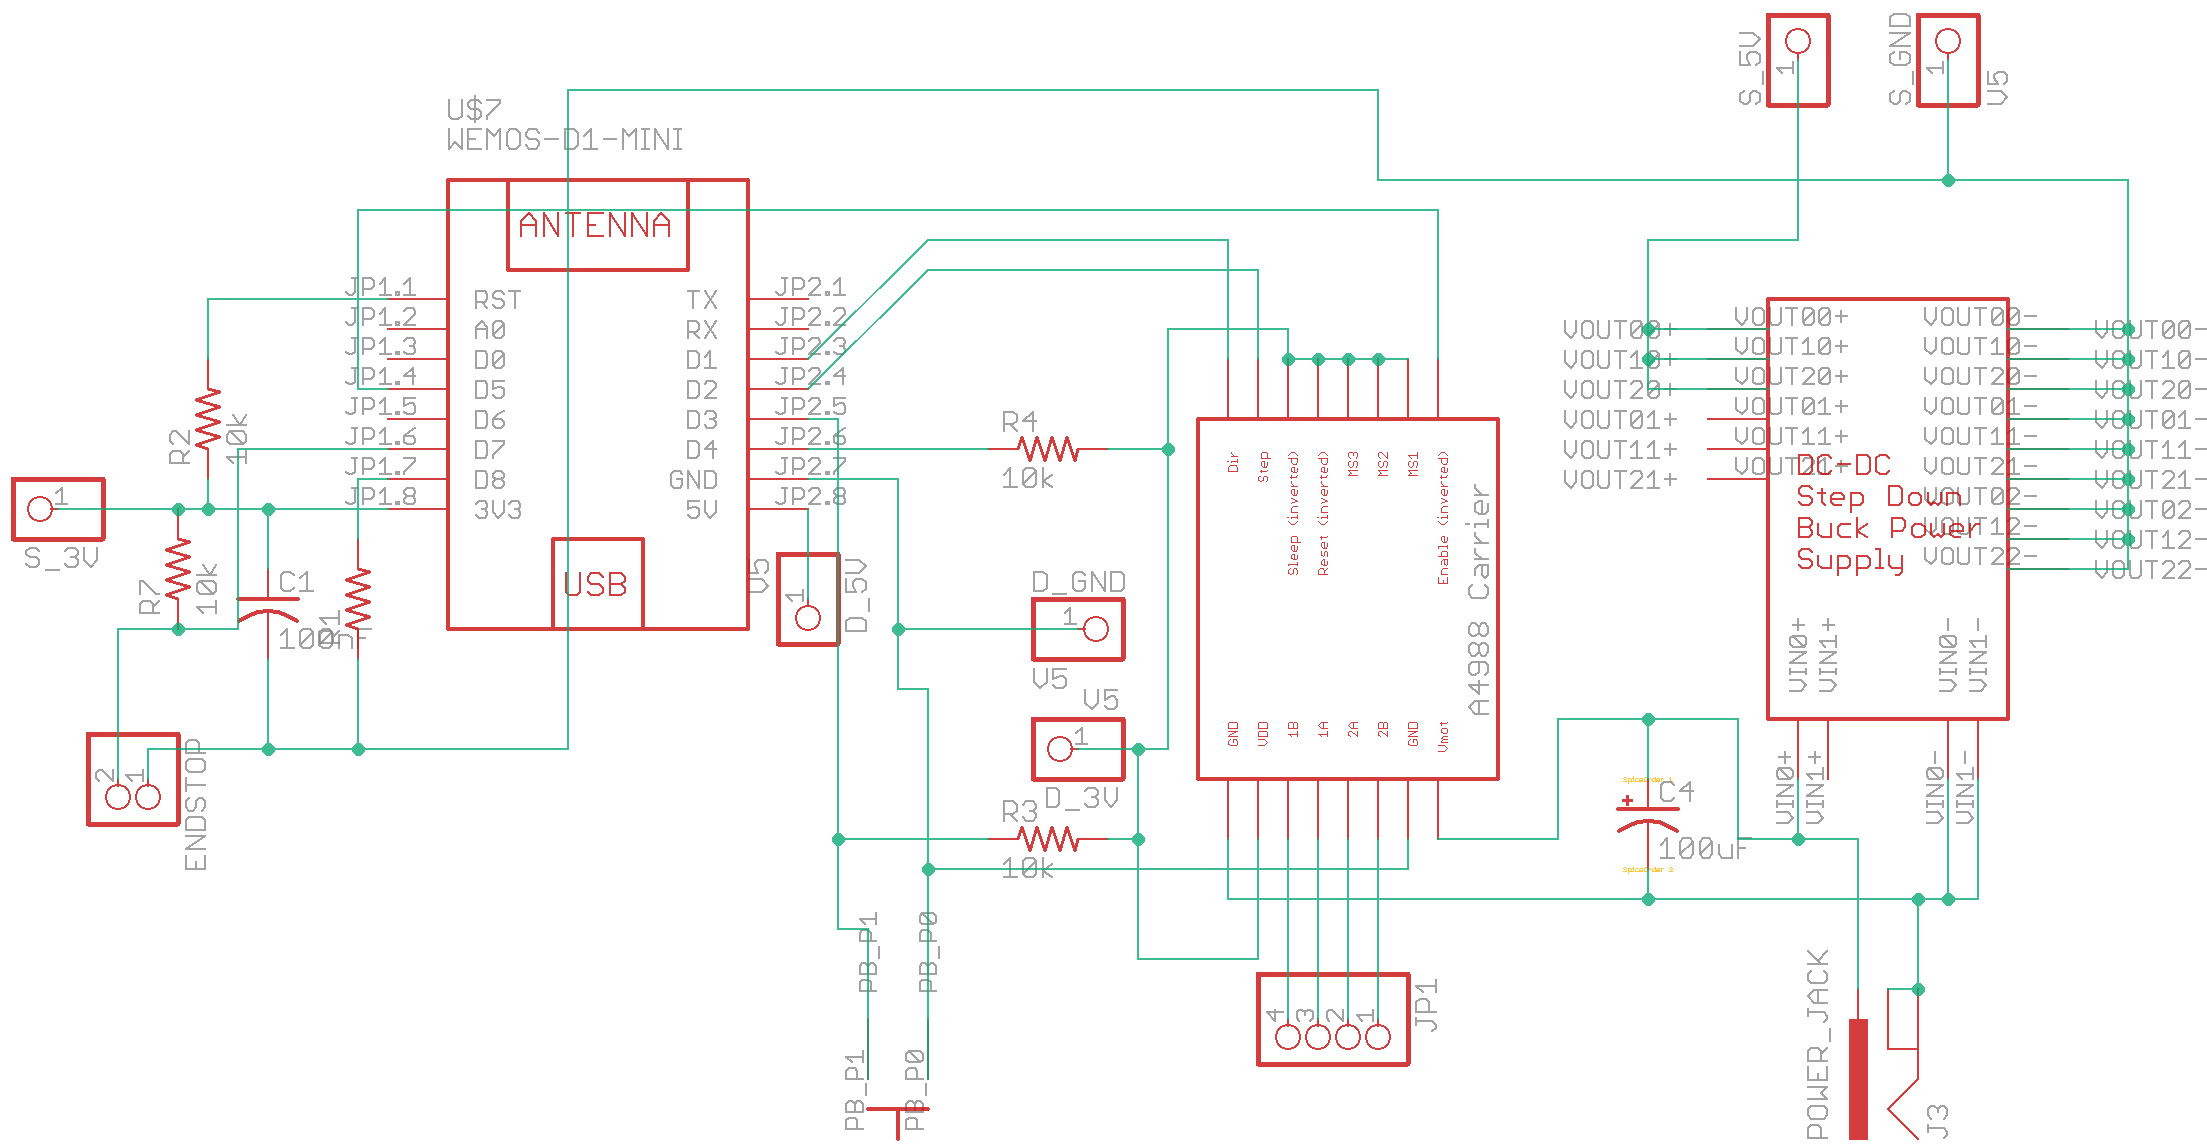 S_5V
1
S_GND
1
V5
U$7
WEMOS-D1-MINI
ANTENNA
JP1.1
JP1.2
JP1.3
JP1.4
JP1.5
JP1.6
JP1.7
JP1.8
RST
A0
D0
D5
D6
D7
D8
3V3
TX
RX
D1
D2
D3
D4
GND
5V
JP2.1
JP2.2
JP2.3
JP2.4
JP2.5
JP2.6
JP2.7
JP2.8
USB
R2
10k
1
S_3V
R7
10k
C1
100nF
R1
2
1
ENDSTOP
V5
1
D_5V
R4
10k
D_GND
1
V5
V5
1
D_3V
R3
10k
PB_P1
PB_P0
PB_P1
PB_P0
Dir
Step
Sleep (inverted)
Reset (inverted)
MS3
MS2
MS1
Enable (inverted)
A4988 Carrier
GND
VDD
1B
1A
2A
2B
GND
Vmot
4
3
2
1
JP1
SpiceOrder 1
C4
100uF
SpiceOrder 2
VOUT00+
VOUT10+
VOUT20+
VOUT01+
VOUT11+
VOUT21+
VOUT00+
VOUT10+
VOUT20+
VOUT01+
VOUT11+
VOUT21+
DC-DC
Step Down
Buck Power
Supply
VOUT00-
VOUT10-
VOUT20-
VOUT01-
VOUT11-
VOUT21-
VOUT02-
VOUT12-
VOUT22-
VOUT00-
VOUT10-
VOUT20-
VOUT01-
VOUT11-
VOUT21-
VOUT02-
VOUT12-
VOUT22-
VIN0+
VIN1+
VIN0-
VIN1-
VIN0+
VIN1+
VIN0-
VIN1-
POWER_JACK
J3